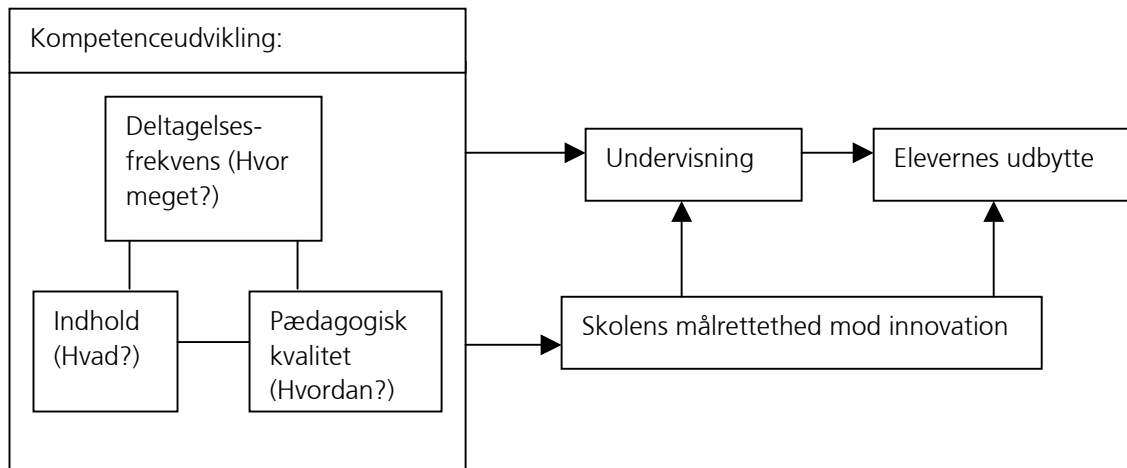 Kompetenceudvikling:
Deltagelses-
frekvens (Hvor
meget?)
Indhold
(Hvad?)
Pædagogisk
kvalitet
(Hvordan?)
Undervisning
Elevernes udbytte
Skolens målrettethed mod innovation